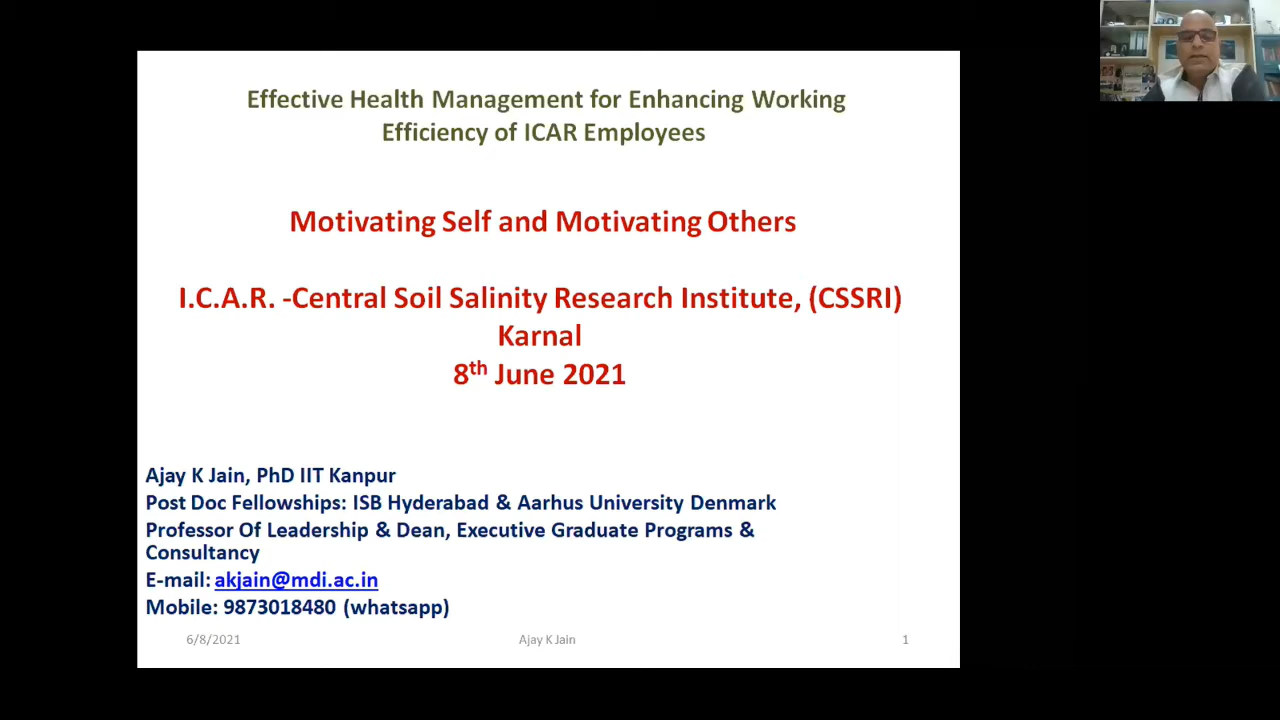 Effective Health Management for Enhancing Working
Efficiency of ICAR Employees
Motivating Self and Motivating Others
I.C.A.R. -Central Soil Salinity Research Institute, (CSSRI)
Karnal
8th June 2021
Ajay K Jain, PhD IIT Kanpur
Post Doc Fellowships: ISB Hyderabad & Aarhus University Denmark
Professor Of Leadership & Dean, Executive Graduate Programs &
Consultancy
E-mail: akjain@mdi.ac.in
Mobile: 9873018480 (whatsapp)
6/8/2021 Ajay K Jain 1